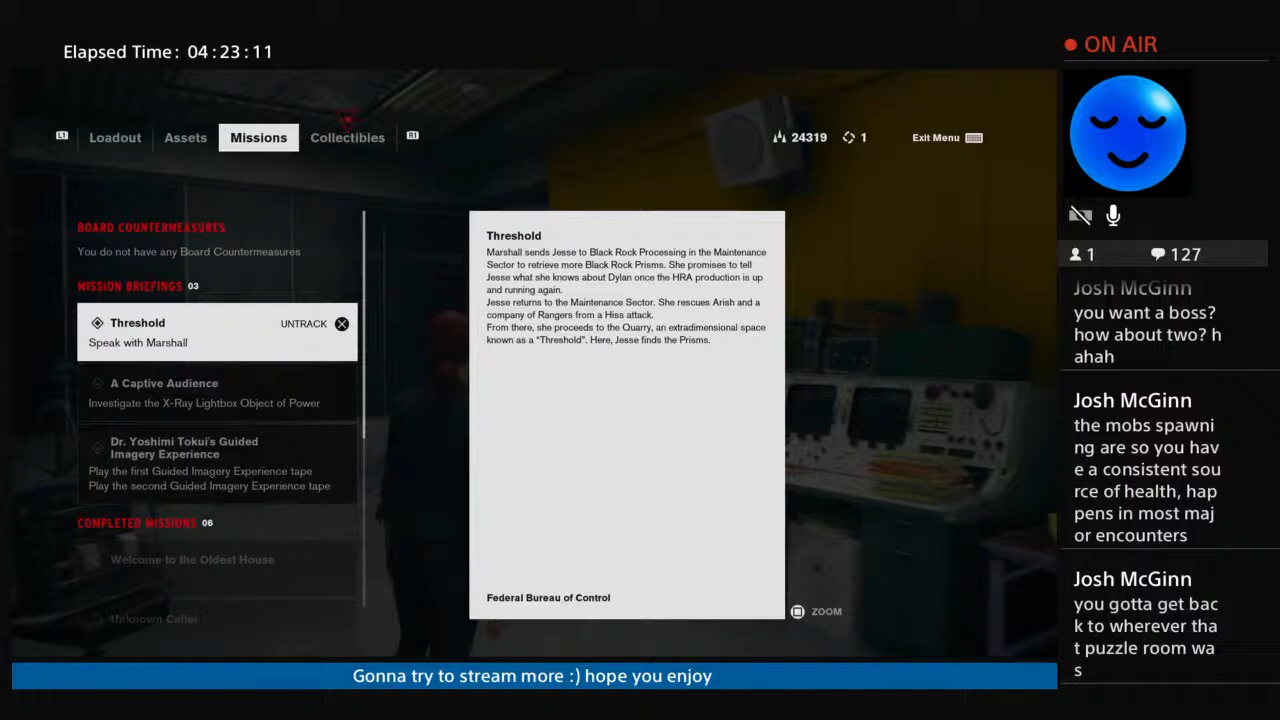 Elapsed Time: 04:23:11
ON AIR
L1 Loadout Assets Missions Collectibles R1
24319 1 Exit Menu
BOARD COUNTERMEASURES
You do not have any Board Countermeasures
MISSION BRIEFINGS 03
Threshold UNTRACK
Speak with Marshall
A Captive Audience
Investigate the X-Ray Lightbox Object of Power
Dr. Yoshimi Tokui's Guided
Imagery Experience
Play the first Guided Imagery Experience tape
Play the second Guided Imagery Experience tape
COMPLETED MISSIONS 06
Welcome to the Oldest House
Unknown Caller
Threshold
Marshall sends Jesse to Black Rock Processing in the Maintenance
Sector to retrieve more Black Rock Prisms. She promises to tell
Jesse what she knows about Dylan once the HRA production is up
and running again.
Jesse returns to the Maintenance Sector. She rescues Arish and a
company of Rangers from a Hiss attack.
From there, she proceeds to the Quarry, an extradimensional space
known as a “Threshold”. Here, Jesse finds the Prisms.
Federal Bureau of Control
ZOOM
1 127
Josh McGinn
you want a boss?
how about two? h
ahah
Josh McGinn
the mobs spawni
ng are so you hav
e a consistent sou
rce of health, hap
pens in most maj
or encounters
Josh McGinn
you gotta get bac
k to wherever tha
t puzzle room wa
s
Gonna try to stream more :) hope you enjoy